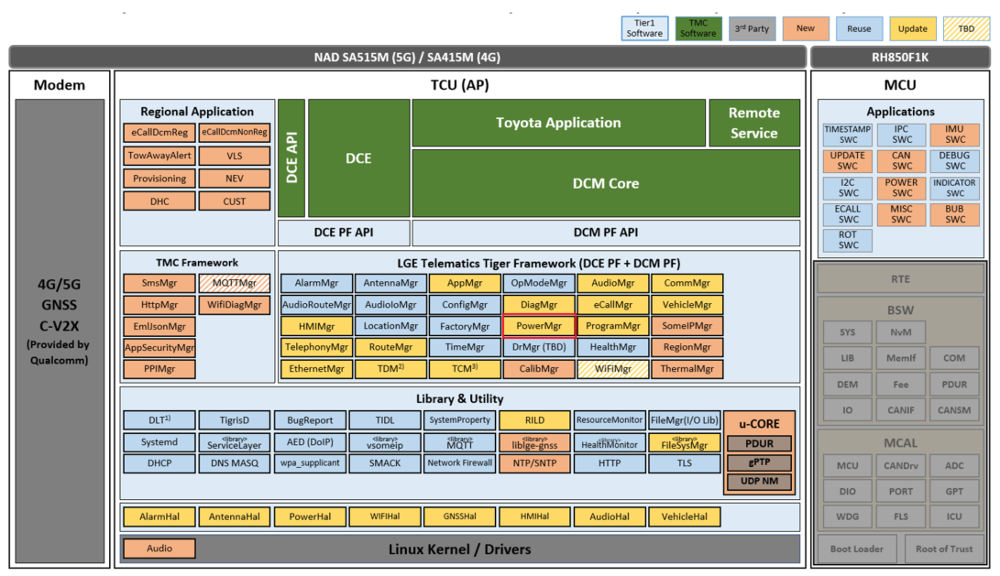 Tier1
Software
TMC
Software
3rd Party
New
Reuse
Update
TBD
NAD SA515M (5G) / SA415M (4G)
RH850F1K
Modem
4G/5G
GNSS
C-V2X
(Provided by
Qualcomm)
TCU (AP)
Regional Application
eCallDcmReg
eCallDcmNonReg
TowAwayAlert
VLS
Provisioning
NEV
DHC
CUST
DCE API
DCE
Toyota Application
Remote
Service
DCM Core
DCE PF API
DCM PF API
TMC Framework
SmsMgr
MQTTMgr
HttpMgr
WifiDiagMgr
EmlJsonMgr
AppSecurityMgr
PPIMgr
LGE Telematics Tiger Framework (DCE PF + DCM PF)
AlarmMgr
AntennaMgr
AppMgr
OpModeMgr
AudioMgr
CommMgr
AudioRouteMgr
AudioIoMgr
ConfigMgr
DiagMgr
eCallMgr
VehicleMgr
HMIMgr
LocationMgr
FactoryMgr
PowerMgr
ProgramMgr
SomeIPMgr
TelephonyMgr
RouteMgr
TimeMgr
DrMgr (TBD)
HealthMgr
RegionMgr
EthernetMgr
TDM2)
TCM3)
CalibMgr
WiFiMgr
ThermalMgr
Library & Utility
DLT1)
TigrisD
BugReport
TIDL
SystemProperty
RILD
ResourceMonitor
FileMgr(I/O Lib)
Systemd
<library>
ServiceLayer
AED (DoIP)
<library>
vsomeip
<library>
MQTT
<library>
liblge-gnss
<library>
HealthMonitor
<library>
FileSysMgr
DHCP
DNS MASQ
wpa_supplicant
SMACK
Network Firewall
NTP/SNTP
HTTP
TLS
u-CORE
PDUR
gPTP
UDP NM
AlarmHal
AntennaHal
PowerHal
WIFIHal
GNSSHal
HMIHal
AudioHal
VehicleHal
Audio
Linux Kernel / Drivers
MCU
Applications
TIMESTAMP
SWC
IPC
SWC
IMU
SWC
UPDATE
SWC
CAN
SWC
DEBUG
SWC
I2C
SWC
POWER
SWC
INDICATOR
SWC
ECALL
SWC
MISC
SWC
BUB
SWC
ROT
SWC
RTE
BSW
SYS
NvM
LIB
MemIf
COM
DEM
Fee
PDUR
IO
CANIF
CANSM
MCAL
MCU
CANDrv
ADC
DIO
PORT
GPT
WDG
FLS
ICU
Boot Loader
Root of Trust